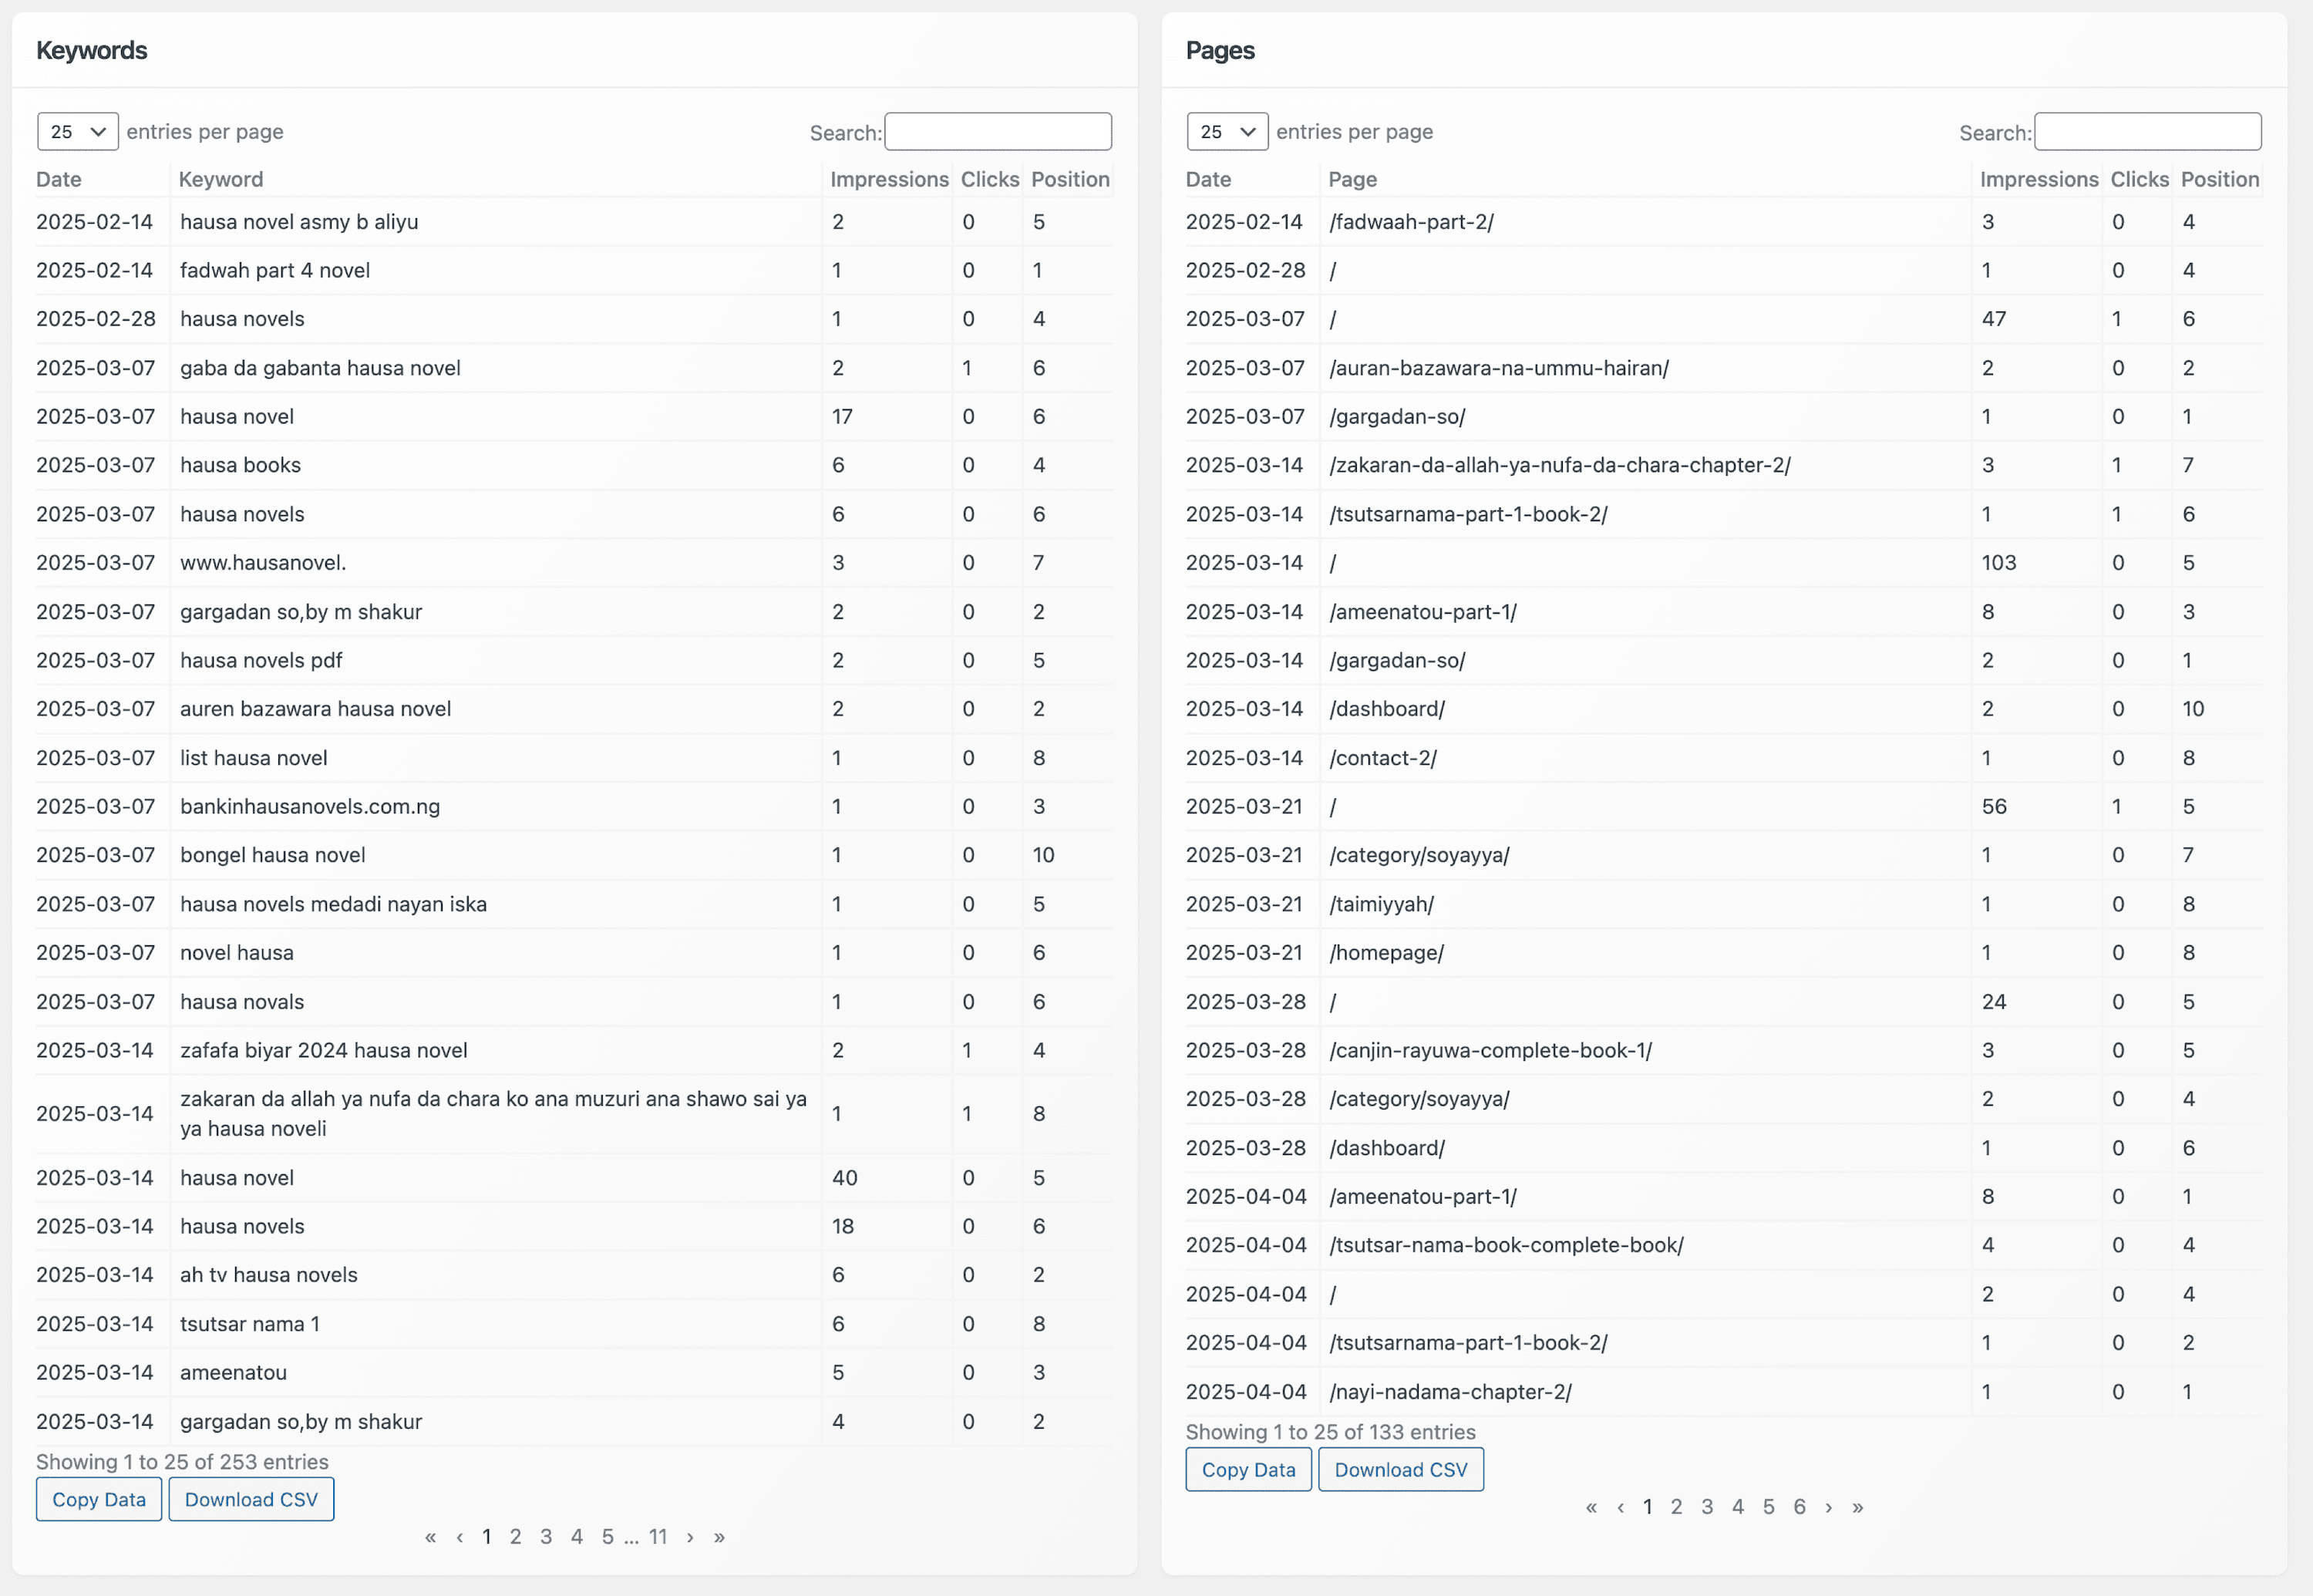 Keywords
25 entries per page Search:
Date Keyword Impressions Clicks Position
2025-02-14 hausa novel asmy b aliyu 2 0 5
2025-02-14 fadwah part 4 novel 1 0 1
2025-02-28 hausa novels 1 0 4
2025-03-07 gaba da gabanta hausa novel 2 1 6
2025-03-07 hausa novel 17 0 6
2025-03-07 hausa books 6 0 4
2025-03-07 hausa novels 6 0 6
2025-03-07 www.hausanovel. 3 0 7
2025-03-07 gargadan so,by m shakur 2 0 2
2025-03-07 hausa novels pdf 2 0 5
2025-03-07 auren bazawara hausa novel 2 0 2
2025-03-07 list hausa novel 1 0 8
2025-03-07 bankinhausanovels.com.ng 1 0 3
2025-03-07 bongel hausa novel 1 0 10
2025-03-07 hausa novels medadi nayan iska 1 0 5
2025-03-07 novel hausa 1 0 6
2025-03-07 hausa novals 1 0 6
2025-03-14 zafafa biyar 2024 hausa novel 2 1 4
2025-03-14 zakaran da allah ya nufa da chara ko ana muzuri ana shawo sai ya 1 1 8
ya hausa noveli
2025-03-14 hausa novel 40 0 5
2025-03-14 hausa novels 18 0 6
2025-03-14 ah tv hausa novels 6 0 2
2025-03-14 tsutsar nama 1 6 0 8
2025-03-14 ameenatou 5 0 3
2025-03-14 gargadan so,by m shakur 4 0 2
Showing 1 to 25 of 253 entries
Copy Data Download CSV
« ‹ 1 2 3 4 5 ... 11 › »
Pages
25 entries per page Search:
Date Page Impressions Clicks Position
2025-02-14 /fadwaah-part-2/ 3 0 4
2025-02-28 / 1 0 4
2025-03-07 / 47 1 6
2025-03-07 /auran-bazawara-na-ummu-hairan/ 2 0 2
2025-03-07 /gargadan-so/ 1 0 1
2025-03-14 /zakaran-da-allah-ya-nufa-da-chara-chapter-2/ 3 1 7
2025-03-14 /tsutsarnama-part-1-book-2/ 1 1 6
2025-03-14 / 103 0 5
2025-03-14 /ameenatou-part-1/ 8 0 3
2025-03-14 /gargadan-so/ 2 0 1
2025-03-14 /dashboard/ 2 0 10
2025-03-14 /contact-2/ 1 0 8
2025-03-21 / 56 1 5
2025-03-21 /category/soyayya/ 1 0 7
2025-03-21 /taimiyyah/ 1 0 8
2025-03-21 /homepage/ 1 0 8
2025-03-28 / 24 0 5
2025-03-28 /canjin-rayuwa-complete-book-1/ 3 0 5
2025-03-28 /category/soyayya/ 2 0 4
2025-03-28 /dashboard/ 1 0 6
2025-04-04 /ameenatou-part-1/ 8 0 1
2025-04-04 /tsutsar-nama-book-complete-book/ 4 0 4
2025-04-04 / 2 0 4
2025-04-04 /tsutsarnama-part-1-book-2/ 1 0 2
2025-04-04 /nayi-nadama-chapter-2/ 1 0 1
Showing 1 to 25 of 133 entries
Copy Data Download CSV
« ‹ 1 2 3 4 5 6 › »